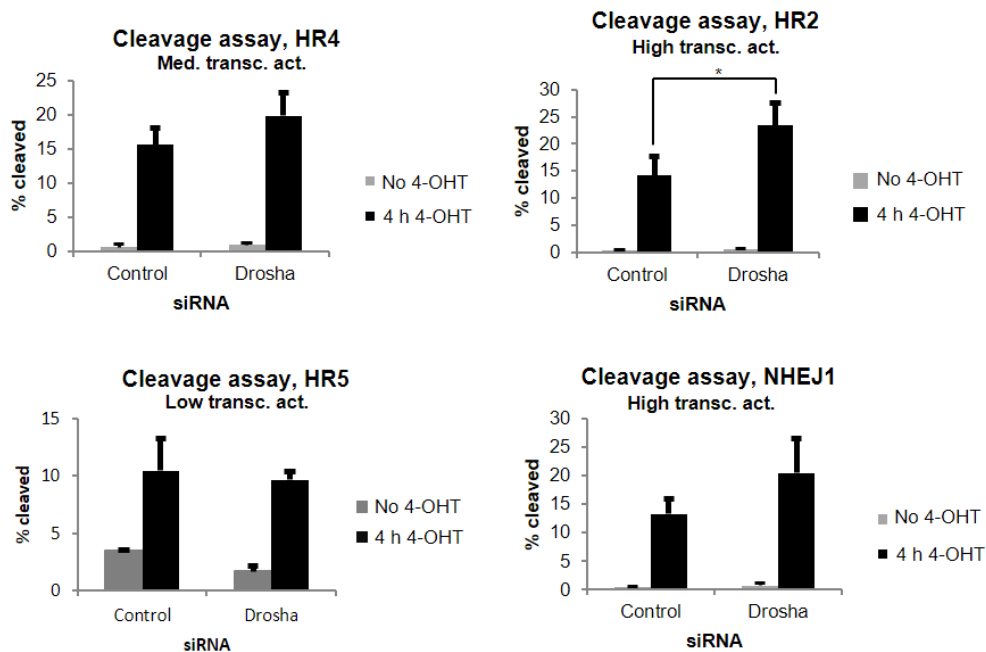 Cleavage assay, HR4
Med. transc. act.
25
20
15
10
5
0
% cleaved
Control
Drosha
siRNA
No 4-OHT
4 h 4-OHT
Cleavage assay, HR2
High transc. act.
*
30
25
20
15
10
5
0
% cleaved
Control
Drosha
siRNA
No 4-OHT
4 h 4-OHT
Cleavage assay, HR5
Low transc. act.
15
10
5
0
% cleaved
Control
Drosha
siRNA
No 4-OHT
4 h 4-OHT
Cleavage assay, NHEJ1
High transc. act.
30
25
20
15
10
5
0
% cleaved
Control
Drosha
siRNA
No 4-OHT
4 h 4-OHT